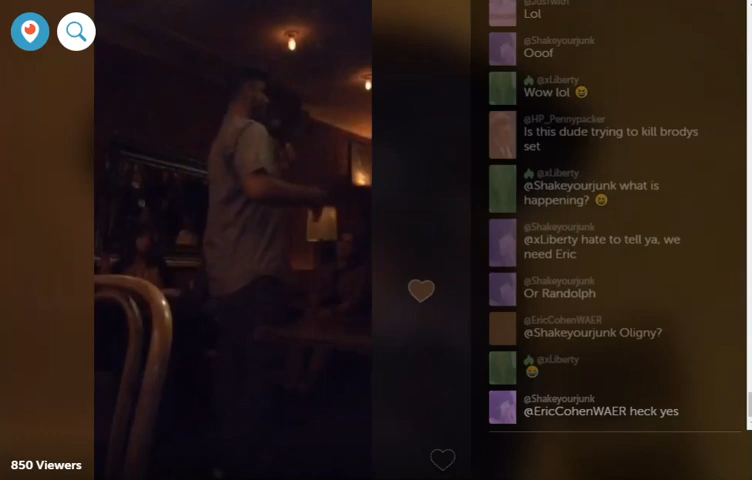 Lol
@Shakeyourjunk
Ooof
@xLiberty
Wow lol 😆
@HP_Pennypacker
Is this dude trying to kill brodys
set
@xLiberty
@Shakeyourjunk what is
happening? 😆
@Shakeyourjunk
@xLiberty hate to tell ya, we
need Eric
@Shakeyourjunk
Or Randolph
@EricCohenWAER
@Shakeyourjunk Oligny?
@xLiberty
😂
@Shakeyourjunk
@EricCohenWAER heck yes
850 Viewers